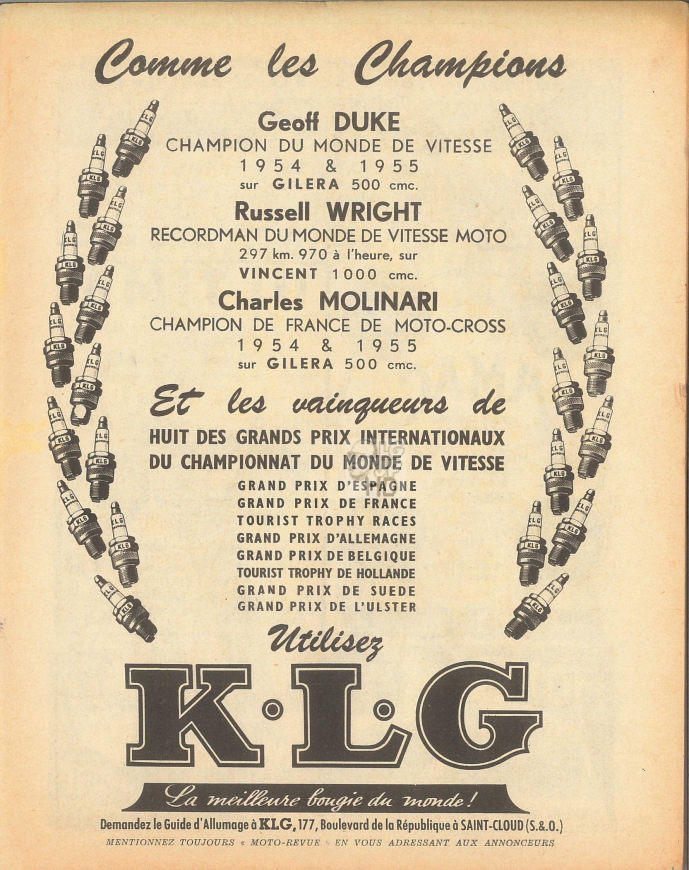 Comme les Champions
Geoff DUKE
CHAMPION DU MONDE DE VITESSE
1954 & 1955
sur GILERA 500 cmc.
Russell WRIGHT
RECORDMAN DU MONDE DE VITESSE MOTO
297 km. 970 à l'heure, sur
VINCENT 1000 cmc.
Charles MOLINARI
CHAMPION DE FRANCE DE MOTO-CROSS
1954 & 1955
sur GILERA 500 cmc.
Et les vainqueurs de
HUIT DES GRANDS PRIX INTERNATIONAUX
DU CHAMPIONNAT DU MONDE DE VITESSE
GRAND PRIX D'ESPAGNE
GRAND PRIX DE FRANCE
TOURIST TROPHY RACES
GRAND PRIX D'ALLEMAGNE
GRAND PRIX DE BELGIQUE
TOURIST TROPHY DE HOLLANDE
GRAND PRIX DE SUEDE
GRAND PRIX DE L'ULSTER
Utilisez
K•L•G
La meilleure bougie du monde!
Demandez le Guide d'Allumage à KLG, 177, Boulevard de la République à SAINT-CLOUD (S.&O.)
MENTIONNEZ TOUJOURS « MOTO-REVUE » EN VOUS ADRESSANT AUX ANNONCEURS